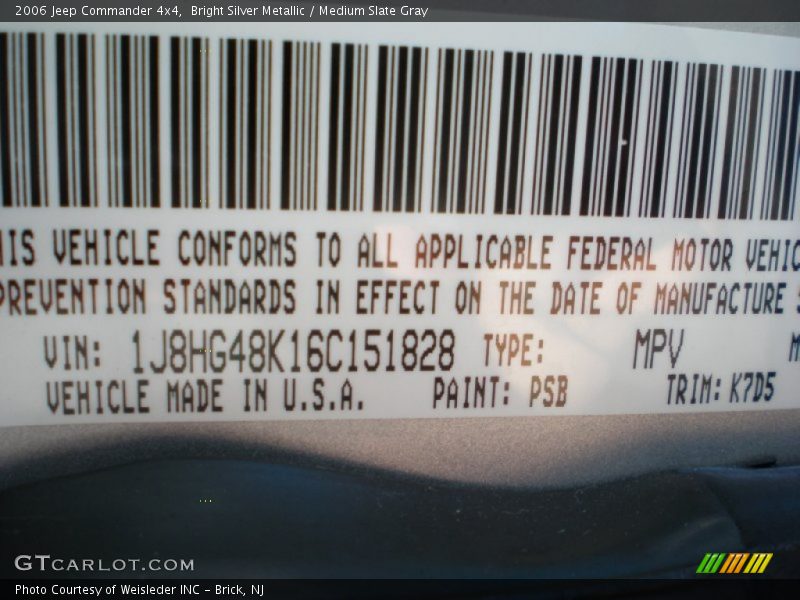 2006 Jeep Commander 4x4, Bright Silver Metallic / Medium Slate Gray
VEHICLE CONFORMS TO ALL APPLICABLE FEDERAL MOTOR
PREVENTION STANDARDS IN EFFECT ON THE DATE OF MANUFACTURE
VIN: 1J8HG48K16C151828 TYPE: MPV
VEHICLE MADE IN U.S.A. PAINT: PSB TRIM: K7D5
GTCARLOT.COM
Photo Courtesy of Weisleder INC - Brick, NJ